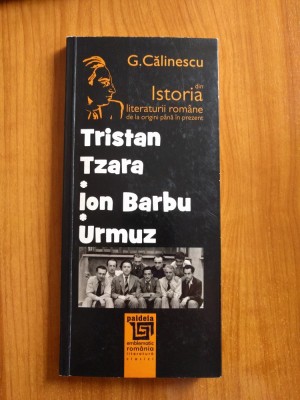 G.Călinescu
din
Istoria
literaturii române
de la origini până în prezent
Tristan
Tzara
*
Ion Barbu
*
Urmuz
paideia
emblematic
românia
literatură
clasici